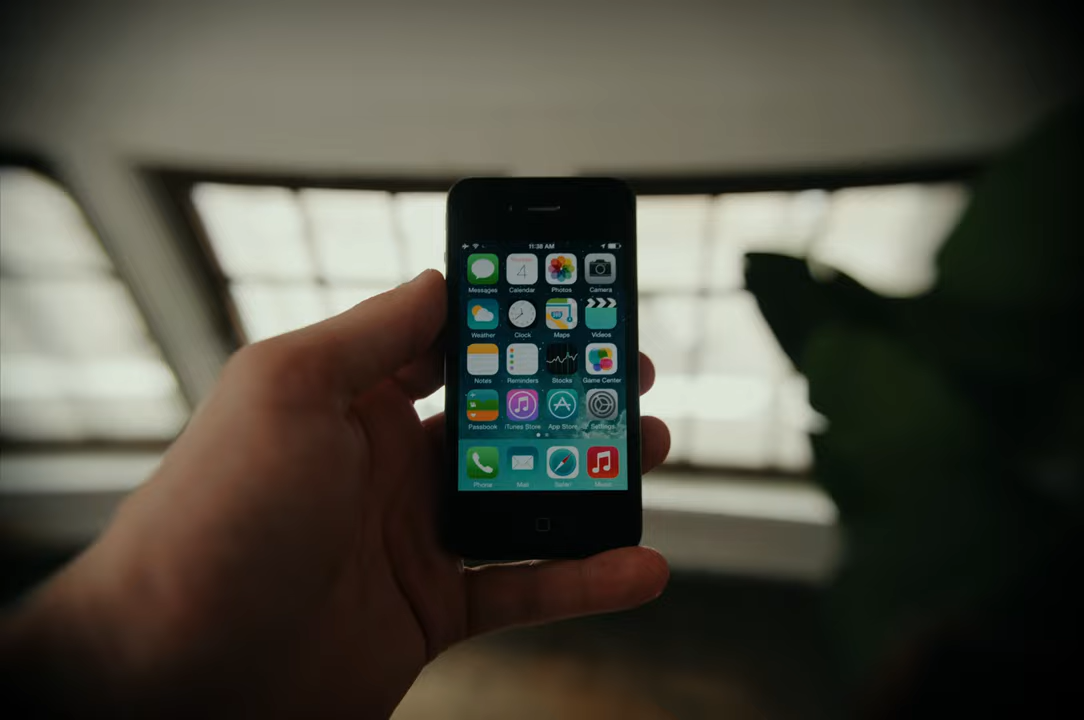 11:38 AM
4
Messages Calendar Photos Camera
Weather Clock Maps Videos
Notes Reminders Stocks Game Center
Passbook iTunes Store App Store Settings
Phone Mail Safari Music